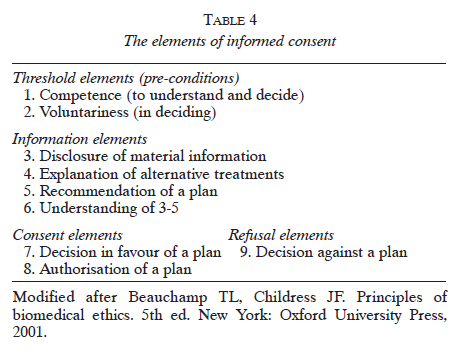 TABLE 4
The elements of informed consent
Threshold elements (pre-conditions)
1. Competence (to understand and decide)
2. Voluntariness (in deciding)
Information elements
3. Disclosure of material information
4. Explanation of alternative treatments
5. Recommendation of a plan
6. Understanding of 3-5
Consent elements Refusal elements
7. Decision in favour of a plan 9. Decision against a plan
8. Authorisation of a plan
Modified after Beauchamp TL, Childress JF. Principles of
biomedical ethics. 5th ed. New York: Oxford University Press,
2001.